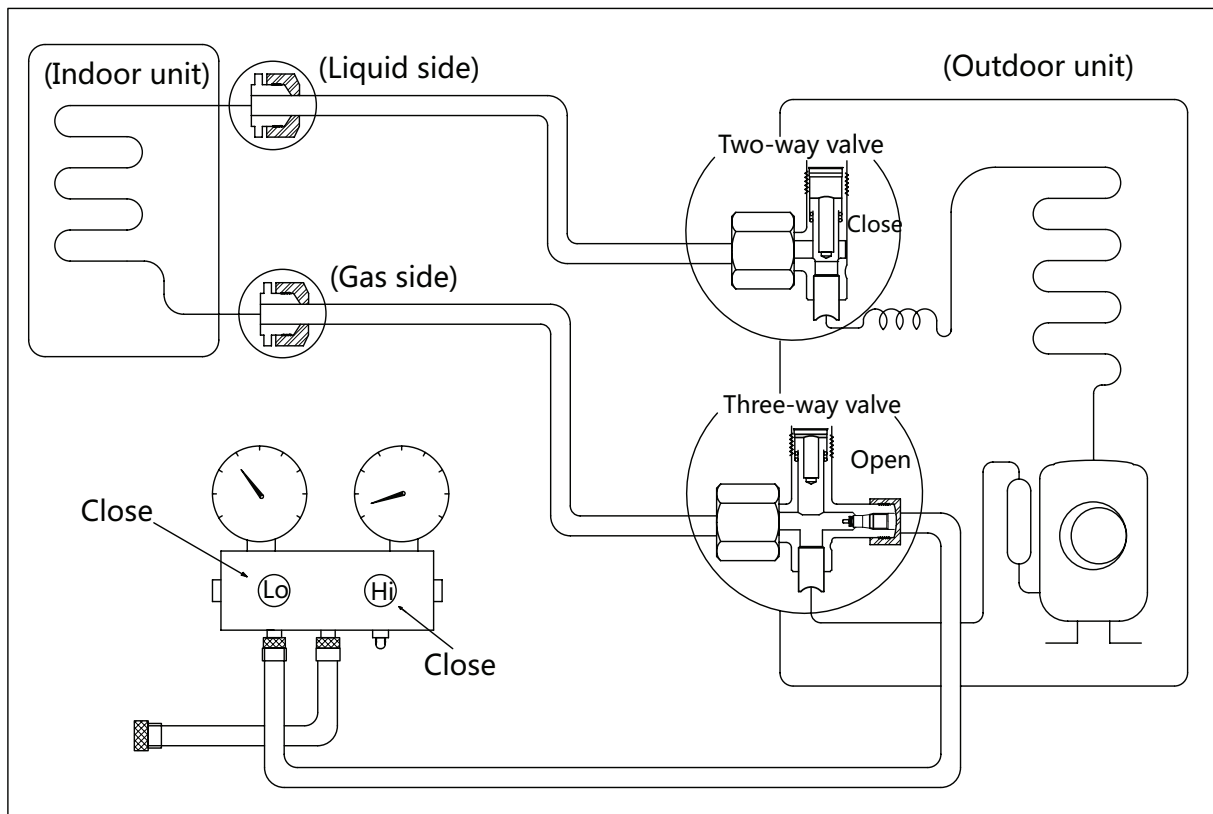 (Indoor unit)
(Liquid side)
(Outdoor unit)
Two-way valve
Close
(Gas side)
Three-way valve
Open
Close
Lo
Hi
Close